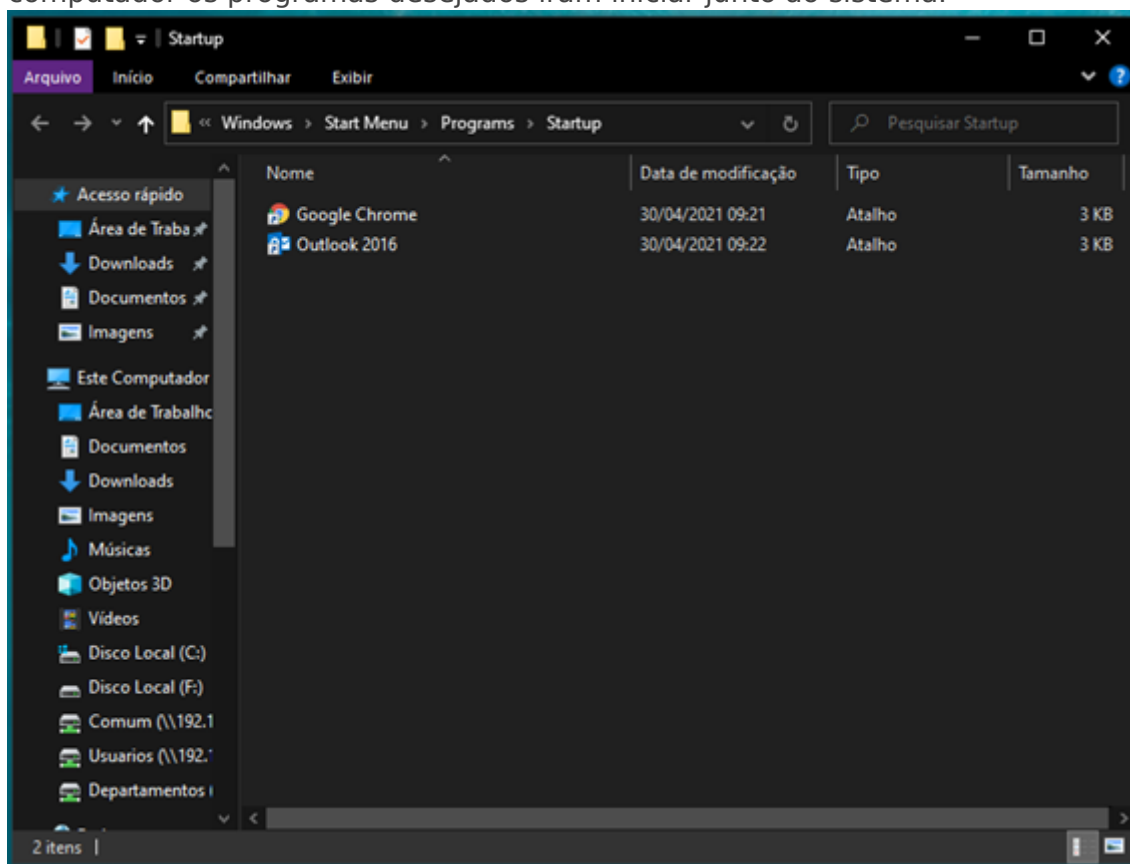 computador os programas desejados iram iniciar junto ao sistema.
Startup
Arquivo Início Compartilhar Exibir
« Windows > Start Menu > Programs > Startup
Pesquisar Startup
Nome Data de modificação Tipo Tamanho
Acesso rápido
Área de Traba
Downloads
Documentos
Imagens
Este Computador
Área de Trabalho
Documentos
Downloads
Imagens
Músicas
Objetos 3D
Vídeos
Disco Local (C:)
Disco Local (F:)
Comum (\\192.1
Usuarios (\\192.
Departamentos
Google Chrome 30/04/2021 09:21 Atalho 3 KB
Outlook 2016 30/04/2021 09:22 Atalho 3 KB
2 itens